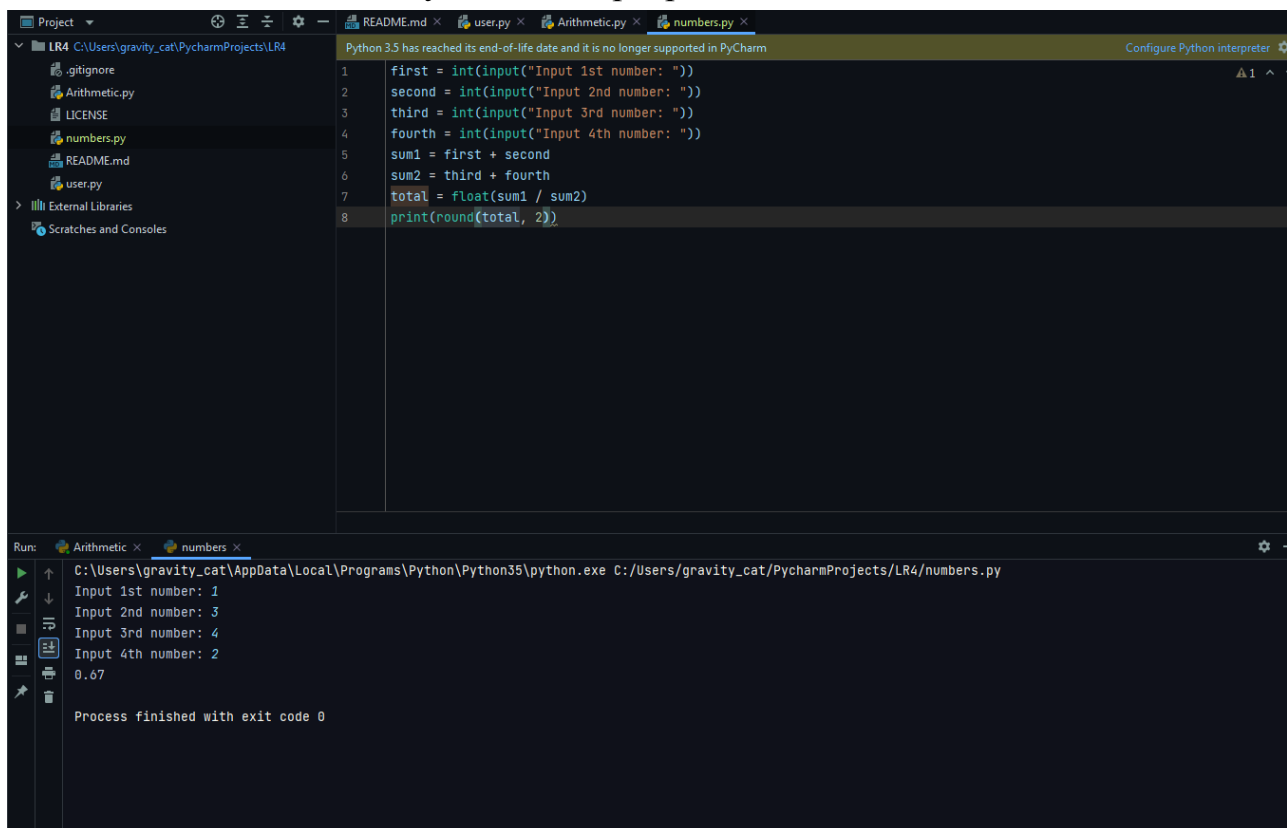 Project
README.md
user.py
Arithmetic.py
numbers.py
LR4 C:\Users\gravity_cat\PycharmProjects\LR4
.gitignore
Arithmetic.py
LICENSE
numbers.py
README.md
user.py
External Libraries
Scratches and Consoles
Python 3.5 has reached its end-of-life date and it is no longer supported in PyCharm
Configure Python interpreter
1
1 first = int(input("Input 1st number: "))
2 second = int(input("Input 2nd number: "))
3 third = int(input("Input 3rd number: "))
4 fourth = int(input("Input 4th number: "))
5 sum1 = first + second
6 sum2 = third + fourth
7 total = float(sum1 / sum2)
8 print(round(total, 2))
Run: Arithmetic numbers
C:\Users\gravity_cat\AppData\Local\Programs\Python\Python35\python.exe C:/Users/gravity_cat/PycharmProjects/LR4/numbers.py
Input 1st number: 1
Input 2nd number: 3
Input 3rd number: 4
Input 4th number: 2
0.67
Process finished with exit code 0